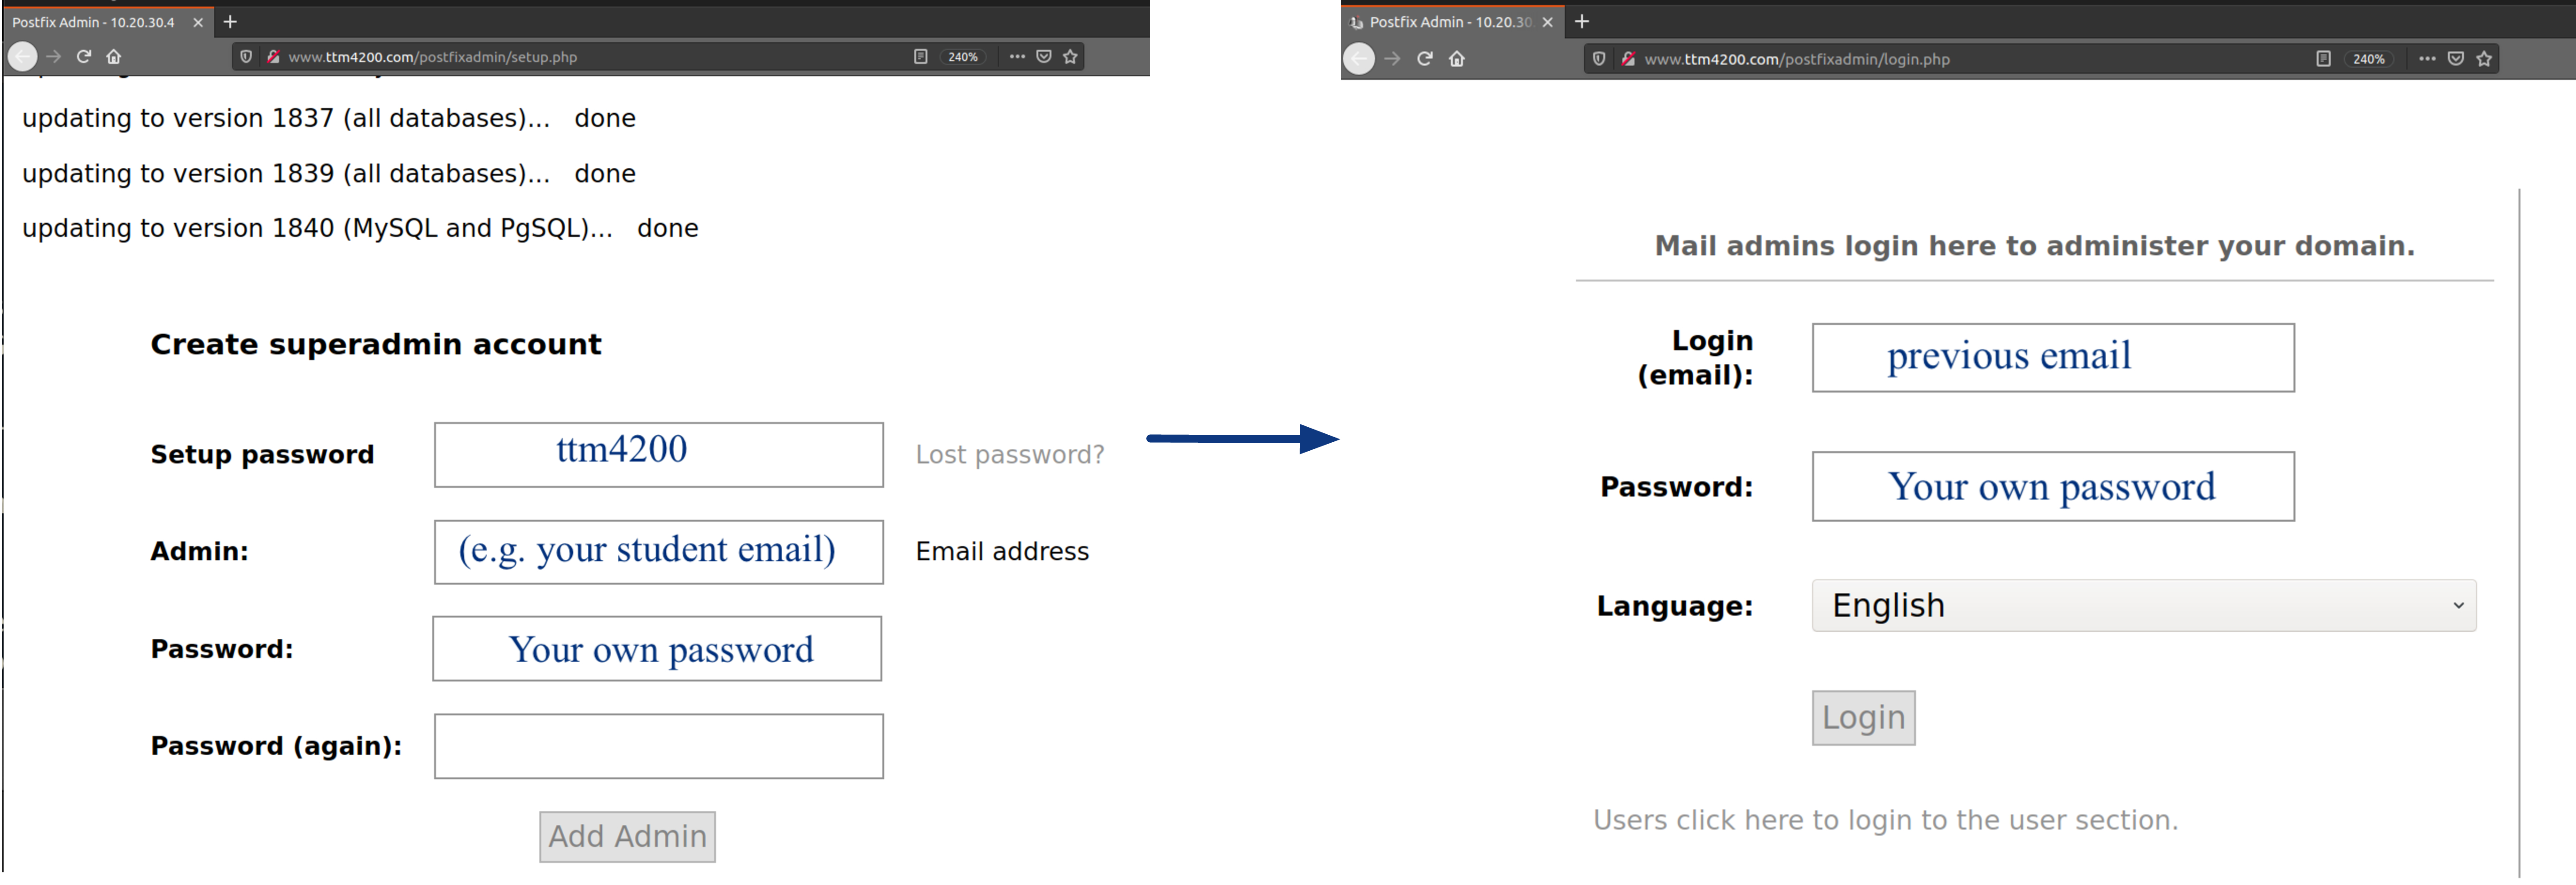 Postfix Admin - 10.20.30.4
www.ttm4200.com/postfixadmin/setup.php
240%
updating to version 1837 (all databases)... done
updating to version 1839 (all databases)... done
updating to version 1840 (MySQL and PgSQL)... done
Create superadmin account
Setup password ttm4200 Lost password?
Admin: (e.g. your student email) Email address
Password: Your own password
Password (again):
Add Admin
Postfix Admin - 10.20.30
www.ttm4200.com/postfixadmin/login.php
240%
Mail admins login here to administer your domain.
Login
(email): previous email
Password: Your own password
Language: English
Login
Users click here to login to the user section.